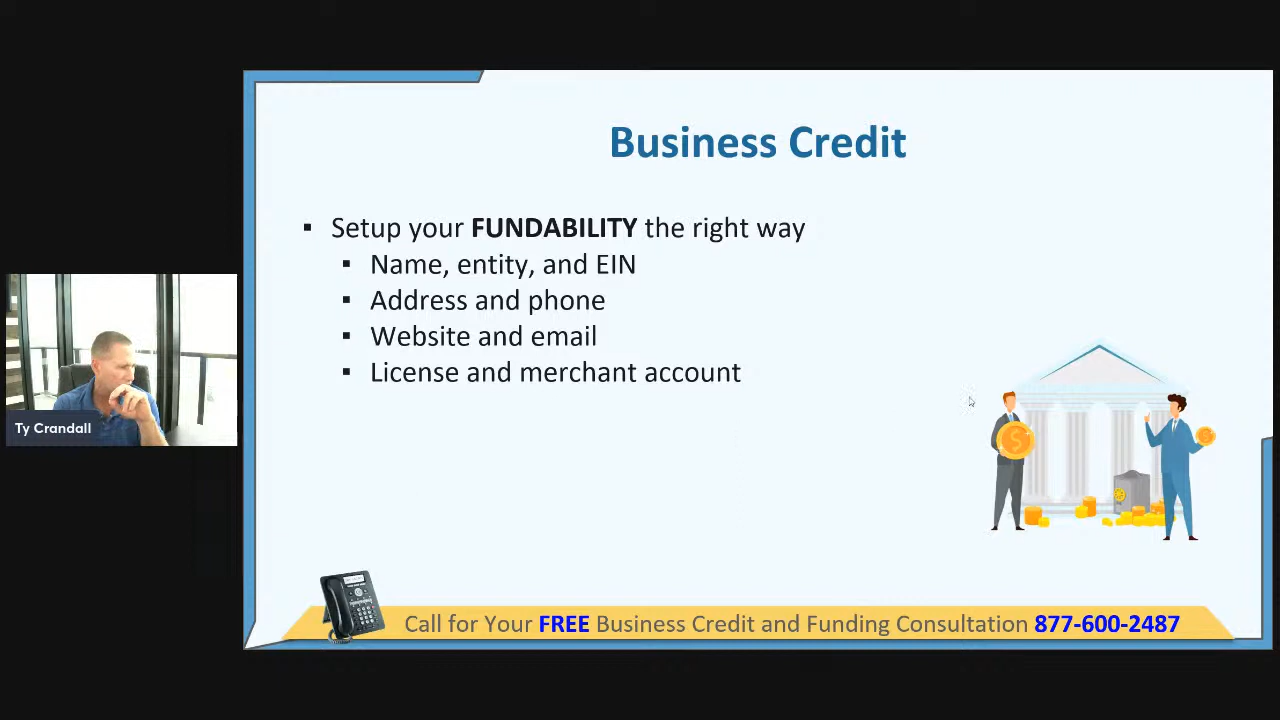 Business Credit
▪ Setup your FUNDABILITY the right way
▪ Name, entity, and EIN
▪ Address and phone
▪ Website and email
▪ License and merchant account
Ty Crandall
Call for Your FREE Business Credit and Funding Consultation 877-600-2487